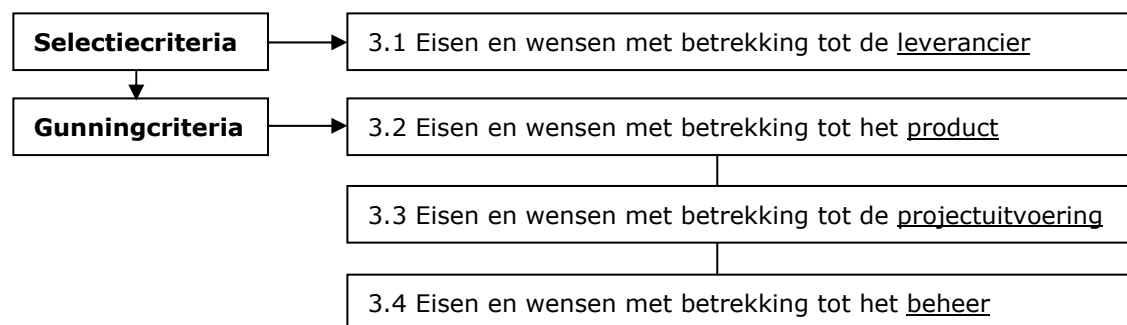 Selectiecriteria
3.1 Eisen en wensen met betrekking tot de leverancier
Gunningcriteria
3.2 Eisen en wensen met betrekking tot het product
3.3 Eisen en wensen met betrekking tot de projectuitvoering
3.4 Eisen en wensen met betrekking tot het beheer